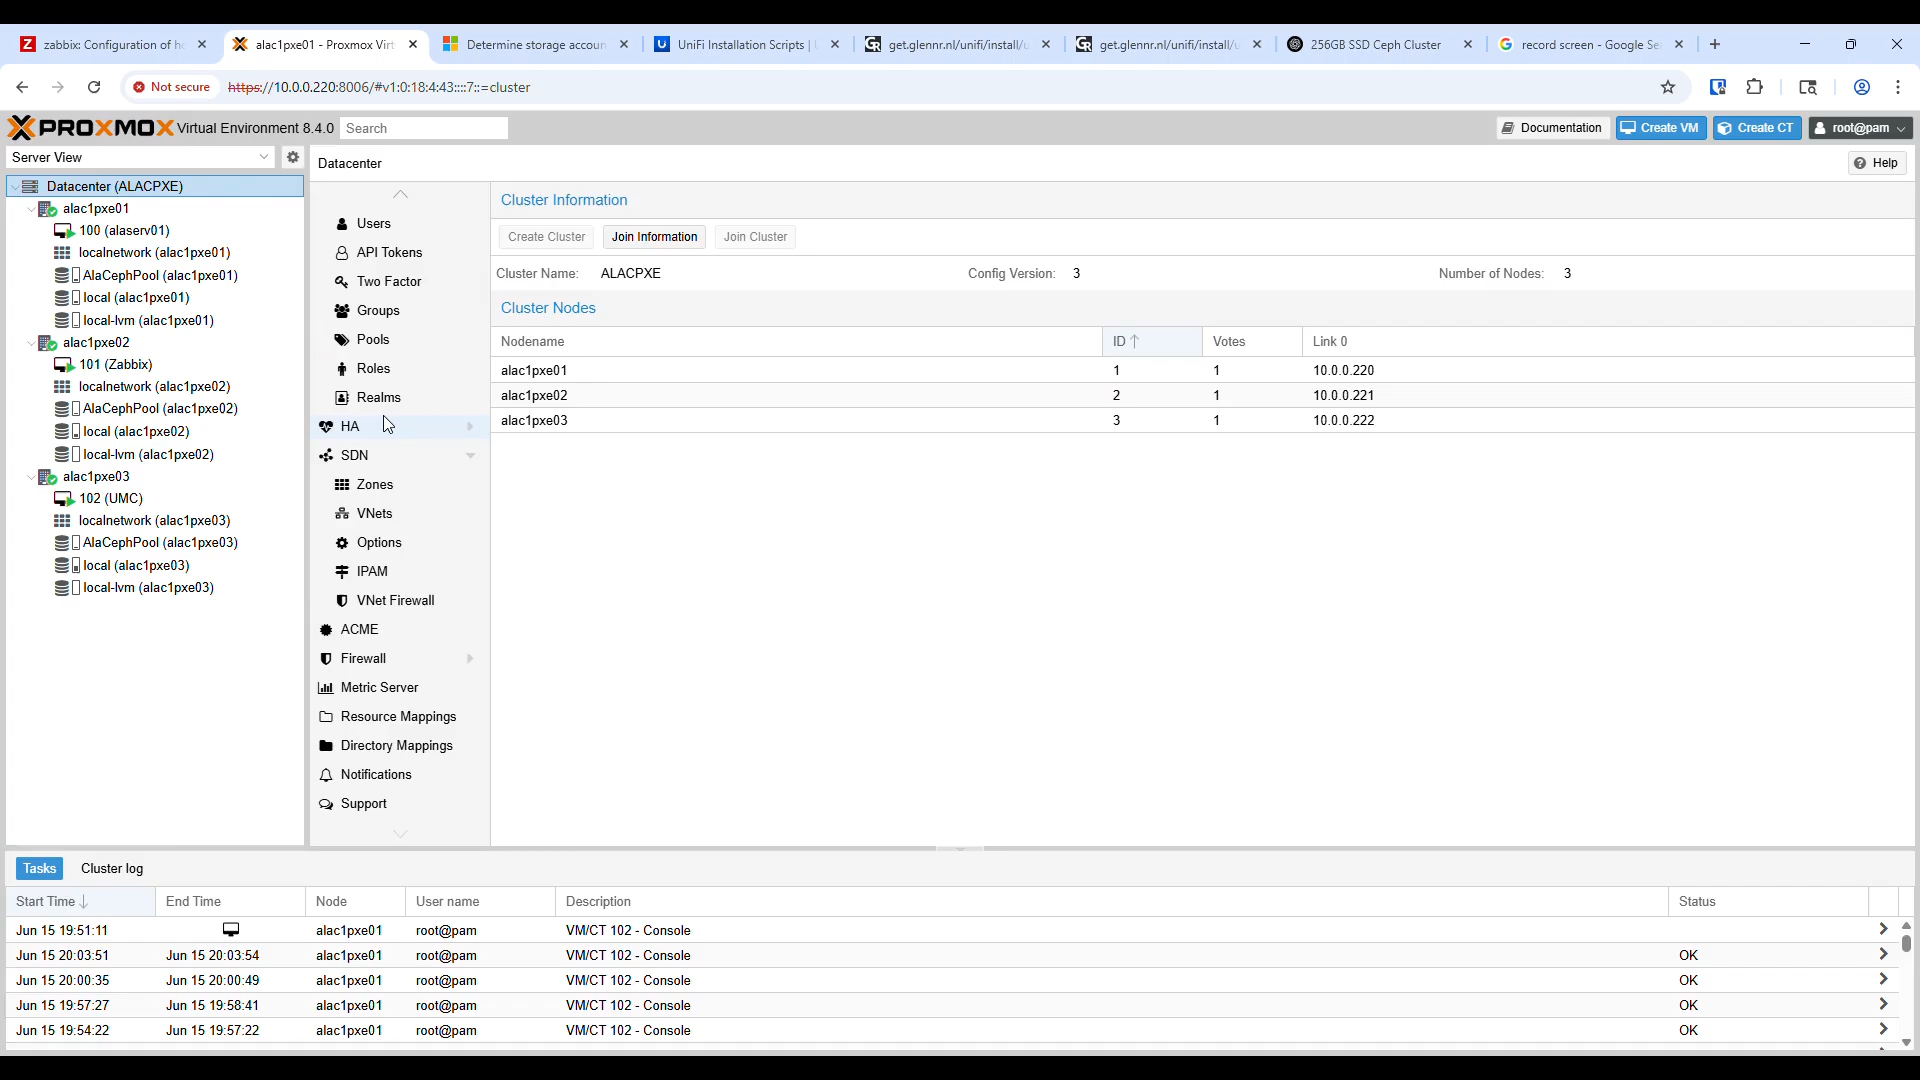 zabbix: Configuration of h
alac1pxe01 - Proxmox Virt
Determine storage accoun
UniFi Installation Scripts |
get.glennr.nl/unifi/install/
get.glennr.nl/unifi/install/
256GB SSD Ceph Cluster
record screen - Google Se
Not secure
https://10.0.0.220:8006/#v1:0:18:4:43::::7::=cluster
PROXMOX Virtual Environment 8.4.0
Search
Documentation
Create VM
Create CT
root@pam
Server View
Datacenter
Help
Datacenter (ALACPXE)
alac1pxe01
100 (alaserv01)
localnetwork (alac1pxe01)
AlaCephPool (alac1pxe01)
local (alac1pxe01)
local-lvm (alac1pxe01)
alac1pxe02
101 (Zabbix)
localnetwork (alac1pxe02)
AlaCephPool (alac1pxe02)
local (alac1pxe02)
local-lvm (alac1pxe02)
alac1pxe03
102 (UMC)
localnetwork (alac1pxe03)
AlaCephPool (alac1pxe03)
local (alac1pxe03)
local-lvm (alac1pxe03)
Users
API Tokens
Two Factor
Groups
Pools
Roles
Realms
HA
SDN
Zones
VNets
Options
IPAM
VNet Firewall
ACME
Firewall
Metric Server
Resource Mappings
Directory Mappings
Notifications
Support
Cluster Information
Create Cluster Join Information Join Cluster
Cluster Name: ALACPXE Config Version: 3 Number of Nodes: 3
Cluster Nodes
Nodename ID Votes Link 0
alac1pxe01 1 1 10.0.0.220
alac1pxe02 2 1 10.0.0.221
alac1pxe03 3 1 10.0.0.222
Tasks Cluster log
Start Time End Time Node User name Description Status
Jun 15 19:51:11 alac1pxe01 root@pam VM/CT 102 - Console
Jun 15 20:03:51 Jun 15 20:03:54 alac1pxe01 root@pam VM/CT 102 - Console OK
Jun 15 20:00:35 Jun 15 20:00:49 alac1pxe01 root@pam VM/CT 102 - Console OK
Jun 15 19:57:27 Jun 15 19:58:41 alac1pxe01 root@pam VM/CT 102 - Console OK
Jun 15 19:54:22 Jun 15 19:57:22 alac1pxe01 root@pam VM/CT 102 - Console OK